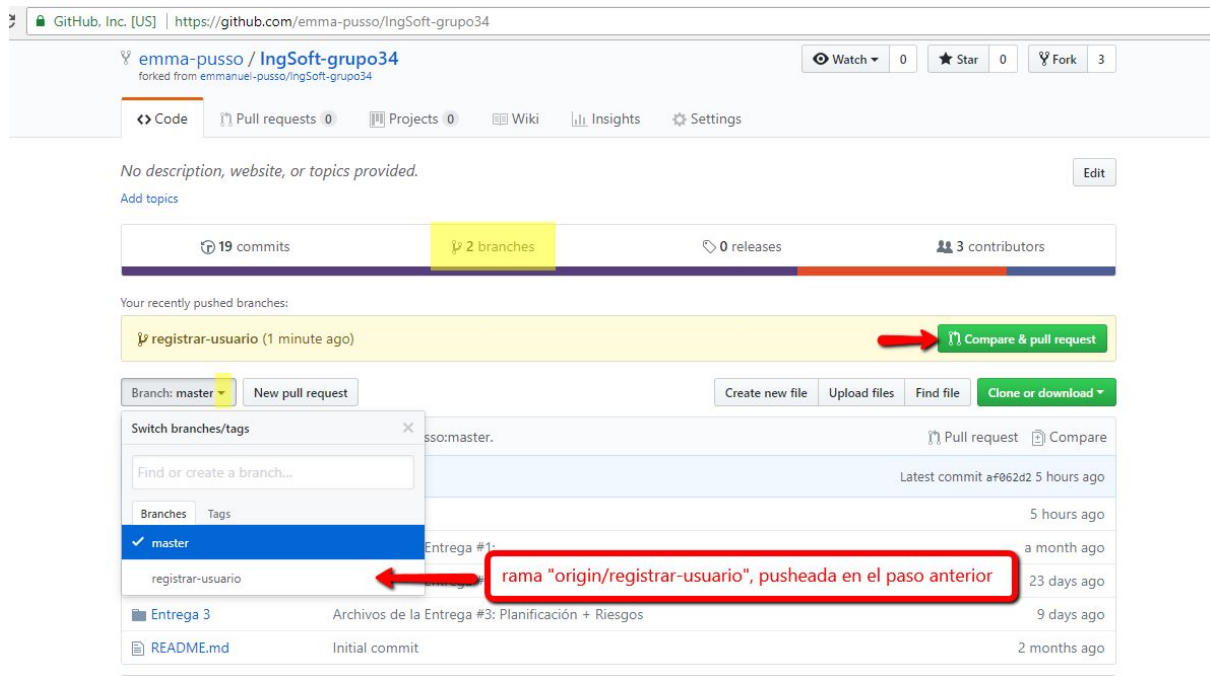 GitHub, Inc. [US] | https://github.com/emma-pusso/IngSoft-grupo34
emma-pusso / IngSoft-grupo34
Watch 0 Star 0 Fork 3
forked from emmanuel-pusso/IngSoft-grupo34
Code Pull requests 0 Projects 0 Wiki Insights Settings
No description, website, or topics provided.
Edit
Add topics
19 commits 2 branches 0 releases 3 contributors
Your recently pushed branches:
registrar-usuario (1 minute ago)
Compare & pull request
Branch: master New pull request Create new file Upload files Find file Clone or download
Switch branches/tags
sso:master.
Pull request Compare
Find or create a branch...
Latest commit af062d2 5 hours ago
Branches Tags
5 hours ago
master
Entrega #1:
a month ago
registrar-usuario
rama "origin/registrar-usuario", pusheada en el paso anterior
23 days ago
Entrega 3 Archivos de la Entrega #3: Planificación + Riesgos 9 days ago
README.md Initial commit 2 months ago